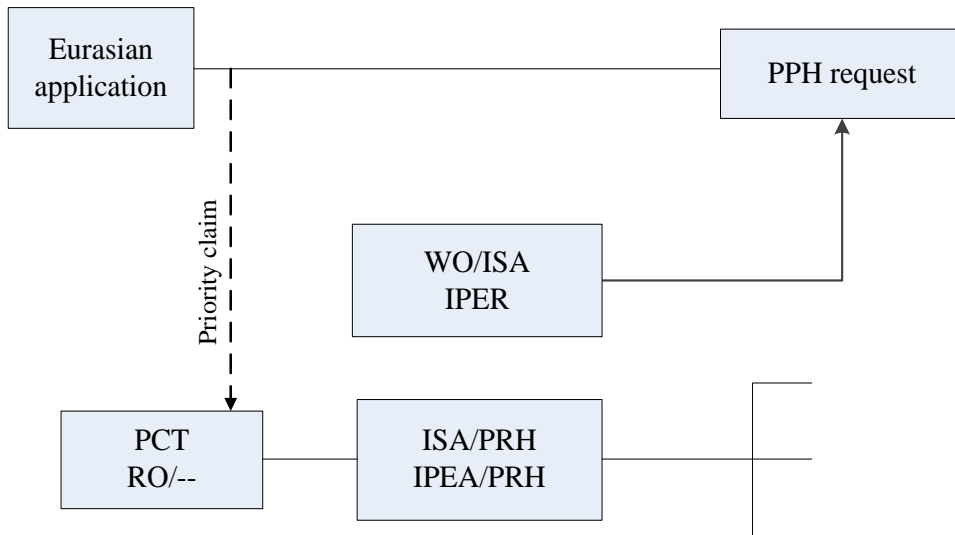 Eurasian
application
PPH request
Priority claim
WO/ISA
IPER
PCT
RO/--
ISA/PRH
IPEA/PRH